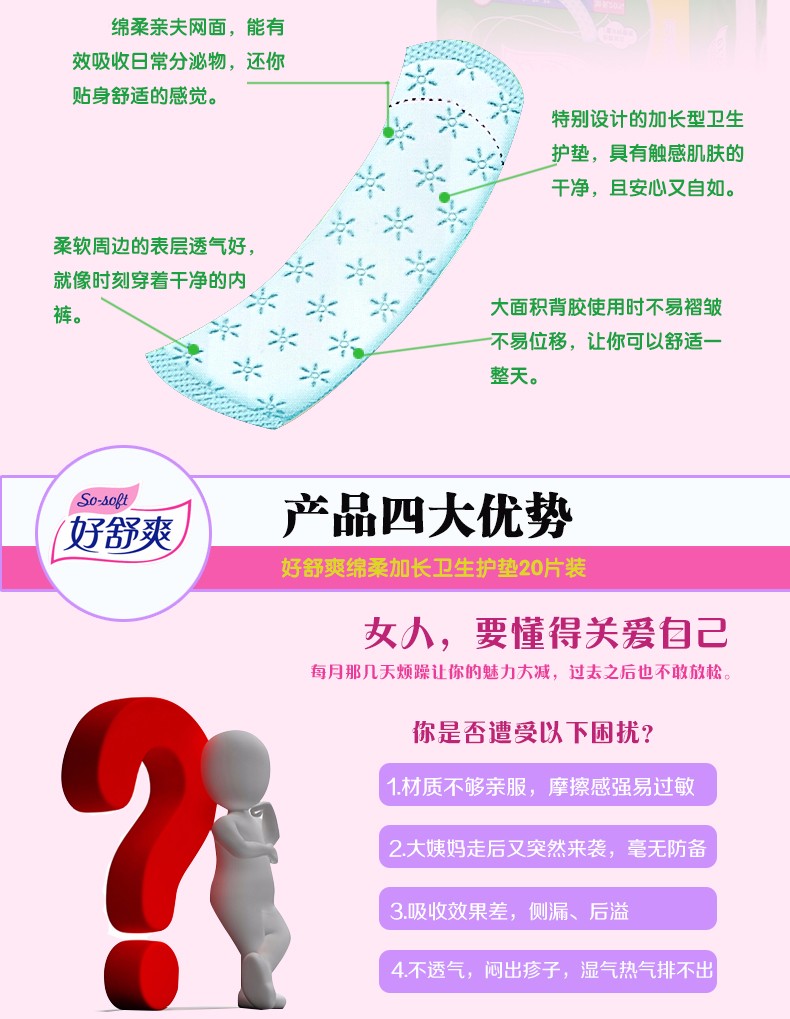 绵柔亲夫网面，能有
效吸收日常分泌物，还你
贴身舒适的感觉。
特别设计的加长型卫生
护垫，具有触感肌肤的
干净，且安心又自如。
柔软周边的表层透气好，
就像时刻穿着干净的内
裤。
大面积背胶使用时不易褶皱
不易位移，让你可以舒适一
整天。
So-soft
好舒爽
产品四大优势
好舒爽绵柔加长卫生护垫20片装
女人，要懂得关爱自己
每月那几天烦躁让你的魅力大减，过去之后也不敢放松。
你是否遭受以下困扰？
1.材质不够亲服，摩擦感强易过敏
2.大姨妈走后又突然来袭，毫无防备
3.吸收效果差，侧漏、后溢
4.不透气，闷出疹子，湿气热气排不出